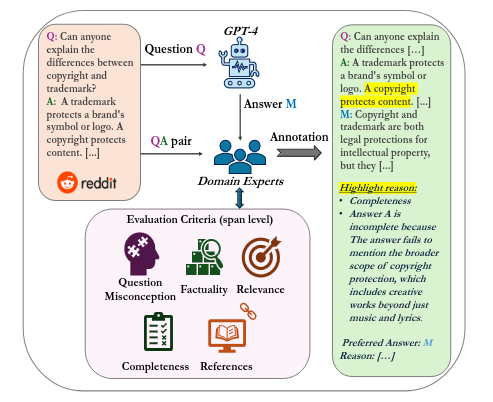 Q: Can anyone
explain the
differences between
copyright and
trademark?
A: A trademark
protects a brand's
symbol or logo. A
copyright protects
content. [...]
reddit
Question Q
QA pair
GPT-4
Answer M
Domain Experts
Annotation
Evaluation Criteria (span level)
Question
Misconception
Factuality
Relevance
Completeness
References
Q: Can anyone
explain the
differences […]
A: A trademark
protects a brand's
symbol or
logo. A copyright
protects content. [...]
M: Copyright and
trademark are both
legal protections for
intellectual property,
but they [...]
Highlight reason:
• Completeness
• Answer A is
incomplete because
The answer fails to
mention the broader
scope of copyright
protection, which
includes creative
works beyond just
music and lyrics.
Preferred Answer: M
Reason: [...]